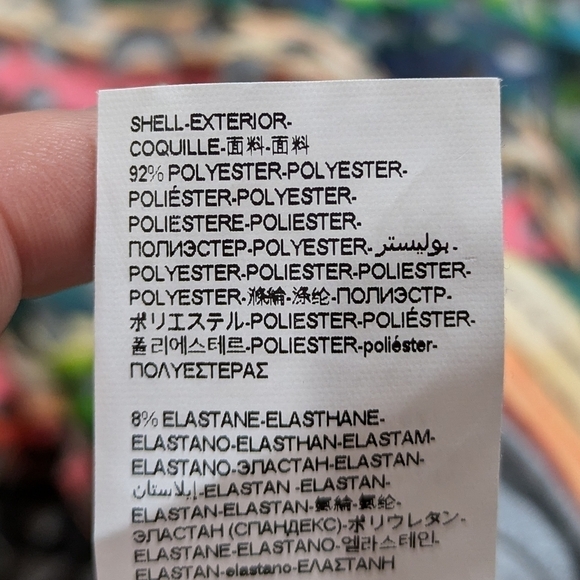 SHELL-EXTERIOR-
COQUILLE-面料-面料
92% POLYESTER-POLYESTER-
POLIÉSTER-POLYESTER-
POLIESTERE-POLIESTER-
ПОЛИЭСТЕР-POLYESTER-بوليستر-
POLYESTER-POLIESTER-POLIESTER-
POLYESTER-滌綸-涤纶-ПОЛИЭСТР-
ポリエステル-POLIESTER-POLIÉSTER-
폴리에스테르-POLIESTER-poliéster-
ΠΟΛΥΕΣΤΕΡΑΣ
8% ELASTANE-ELASTHANE-
ELASTANO-ELASTHAN-ELASTAM-
ELASTANO-ЭЛАСТАН-ELASTAN-
إيلاستان-ELASTAN -ELASTAN-
ELASTAN-ELASTAN-氨綸-氨纶-
ЭЛАСТАН (СПАНДЕКС)-ポリウレタン-
ELASTANE-ELASTANO-엘라스테인-
ELASTAN-elastano-ΕΛΑΣΤΑΝΗ